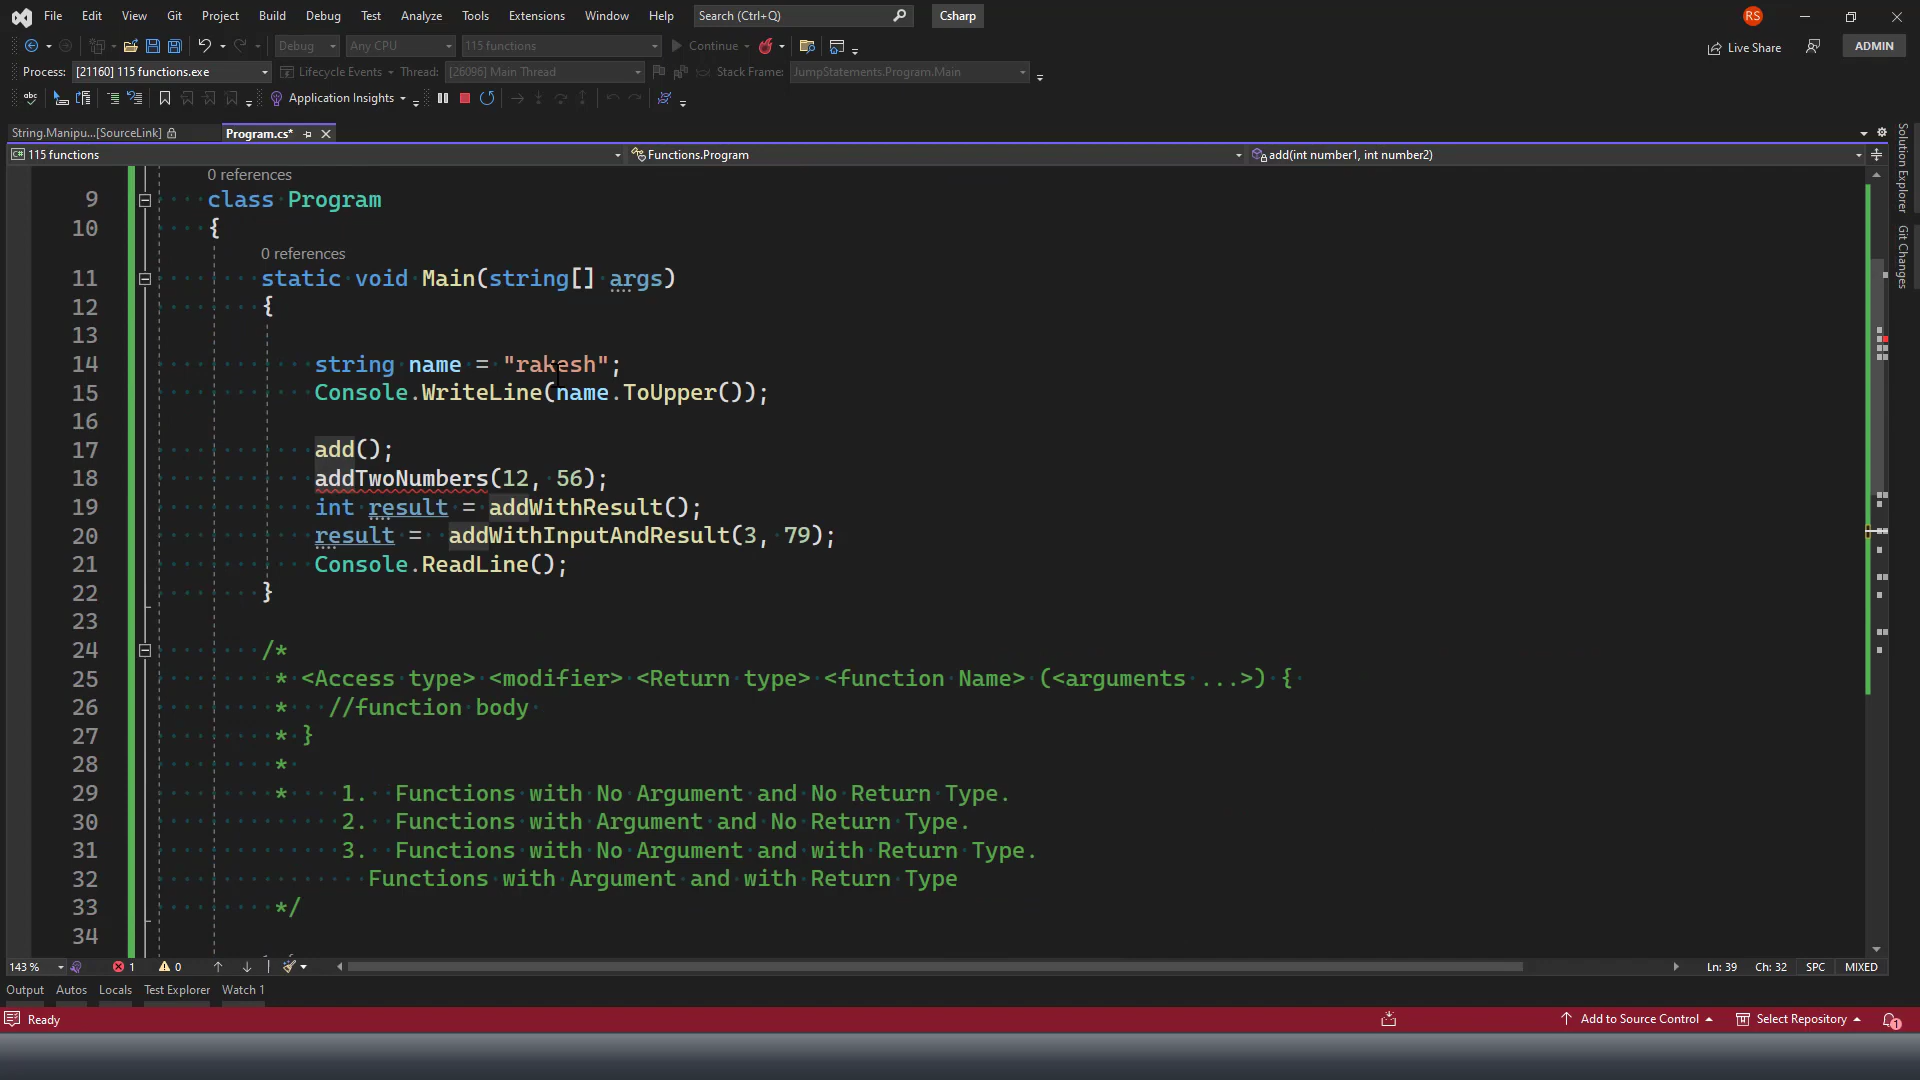 File Edit View Git Project Build Debug Test Analyze Tools Extensions Window Help Search (Ctrl+Q) Csharp RS
Debug Any CPU 115 functions Continue Live Share ADMIN
Process: [21160] 115 functions.exe Lifecycle Events Thread: [26096] Main Thread Stack Frame: JumpStatements.Program.Main
abc Application Insights
String.Manipu...[SourceLink] Program.cs*
C# 115 functions Functions.Program add(int number1, int number2)
0 references
9 class Program
10 {
0 references
11 static void Main(string[] args)
12 {
13
14 string name = "rakesh";
15 Console.WriteLine(name.ToUpper());
16
17 add();
18 addTwoNumbers(12, 56);
19 int result = addWithResult();
20 result = addWithInputAndResult(3, 79);
21 Console.ReadLine();
22 }
23
24 /*
25 * <Access type> <modifier> <Return type> <function Name> (<arguments ...>) {
26 * //function body
27 * }
28 *
29 * 1. Functions with No Argument and No Return Type.
30 2. Functions with Argument and No Return Type.
31 3. Functions with No Argument and with Return Type.
32 Functions with Argument and with Return Type
33 */
34
143 % 1 0 Ln: 39 Ch: 32 SPC MIXED
Output Autos Locals Test Explorer Watch 1
Ready Add to Source Control Select Repository 1
Solution Explorer
Git Changes